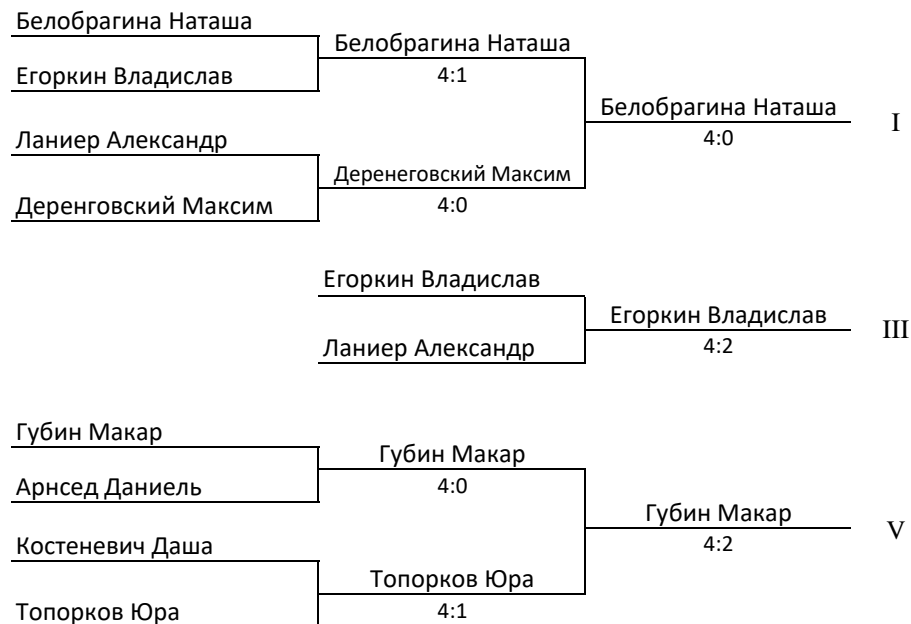 Белобрагина Наташа
Белобрагина Наташа
Егоркин Владислав
4:1
Белобрагина Наташа
I
4:0
Ланиер Александр
Деренеговский Максим
Деренговский Максим
4:0
Егоркин Владислав
Егоркин Владислав
III
Ланиер Александр
4:2
Губин Макар
Губин Макар
Арнсед Даниель
4:0
Губин Макар
V
4:2
Костеневич Даша
Топорков Юра
Топорков Юра
4:1